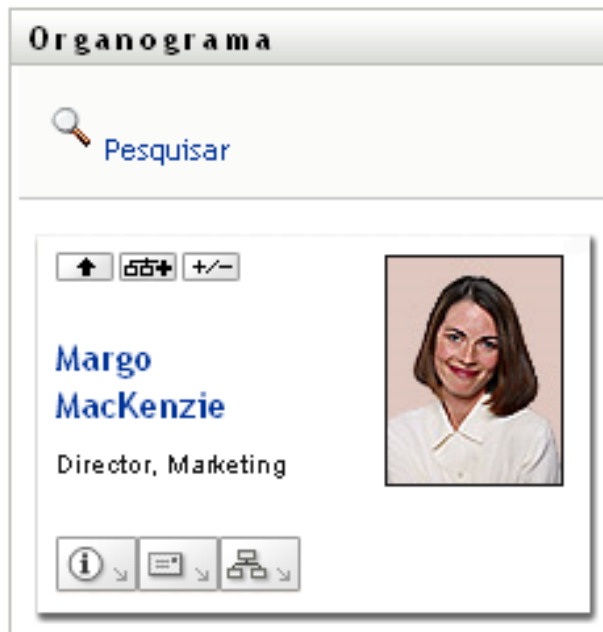 Organograma
Pesquisar
+/−
Margo
MacKenzie
Director, Marketing